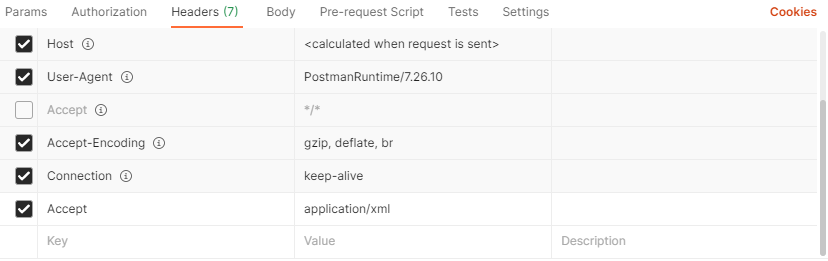 Params Authorization Headers (7) Body Pre-request Script Tests Settings Cookies
Host <calculated when request is sent>
User-Agent PostmanRuntime/7.26.10
Accept */*
Accept-Encoding gzip, deflate, br
Connection keep-alive
Accept application/xml
Key Value Description